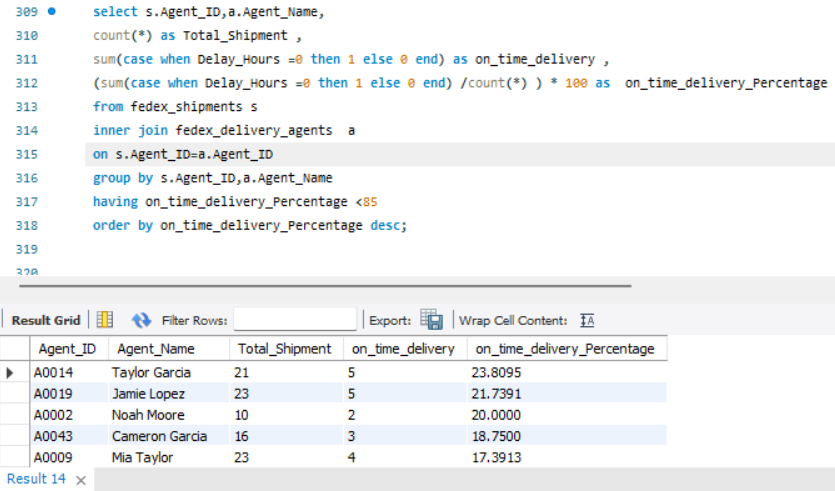 309 select s.Agent_ID,a.Agent_Name,
310 count(*) as Total_Shipment ,
311 sum(case when Delay_Hours =0 then 1 else 0 end) as on_time_delivery ,
312 (sum(case when Delay_Hours =0 then 1 else 0 end) /count(*) ) * 100 as  on_time_delivery_Percentage
313 from fedex_shipments s
314 inner join fedex_delivery_agents  a
315 on s.Agent_ID=a.Agent_ID
316 group by s.Agent_ID,a.Agent_Name
317 having on_time_delivery_Percentage <85
318 order by on_time_delivery_Percentage desc;
319
320
Result Grid Filter Rows: Export: Wrap Cell Content: IA
Agent_ID Agent_Name Total_Shipment on_time_delivery on_time_delivery_Percentage
A0014 Taylor Garcia 21 5 23.8095
A0019 Jamie Lopez 23 5 21.7391
A0002 Noah Moore 10 2 20.0000
A0043 Cameron Garcia 16 3 18.7500
A0009 Mia Taylor 23 4 17.3913
Result 14 ×